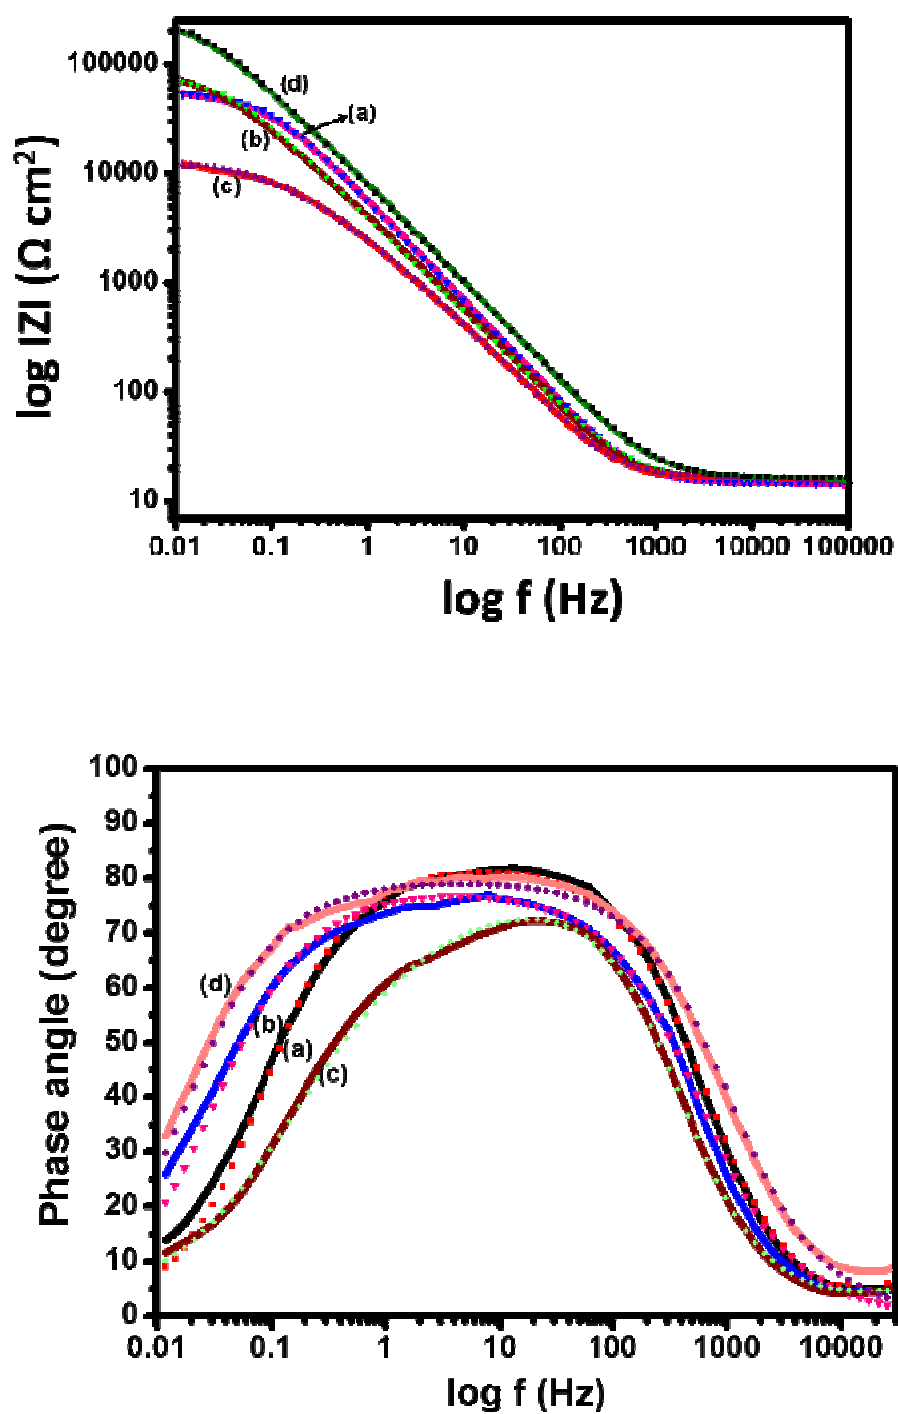 log IZI (Ω cm²)
100000
10000
1000
100
10
(d)
(a)
(b)
(c)
0.01 0.1 1 10 100 1000 10000 100000
log f (Hz)
Phase angle (degree)
100
90
80
70
60
50
40
30
20
10
0
(d)
(b)
(a)
(c)
0.01 0.1 1 10 100 1000 10000
log f (Hz)